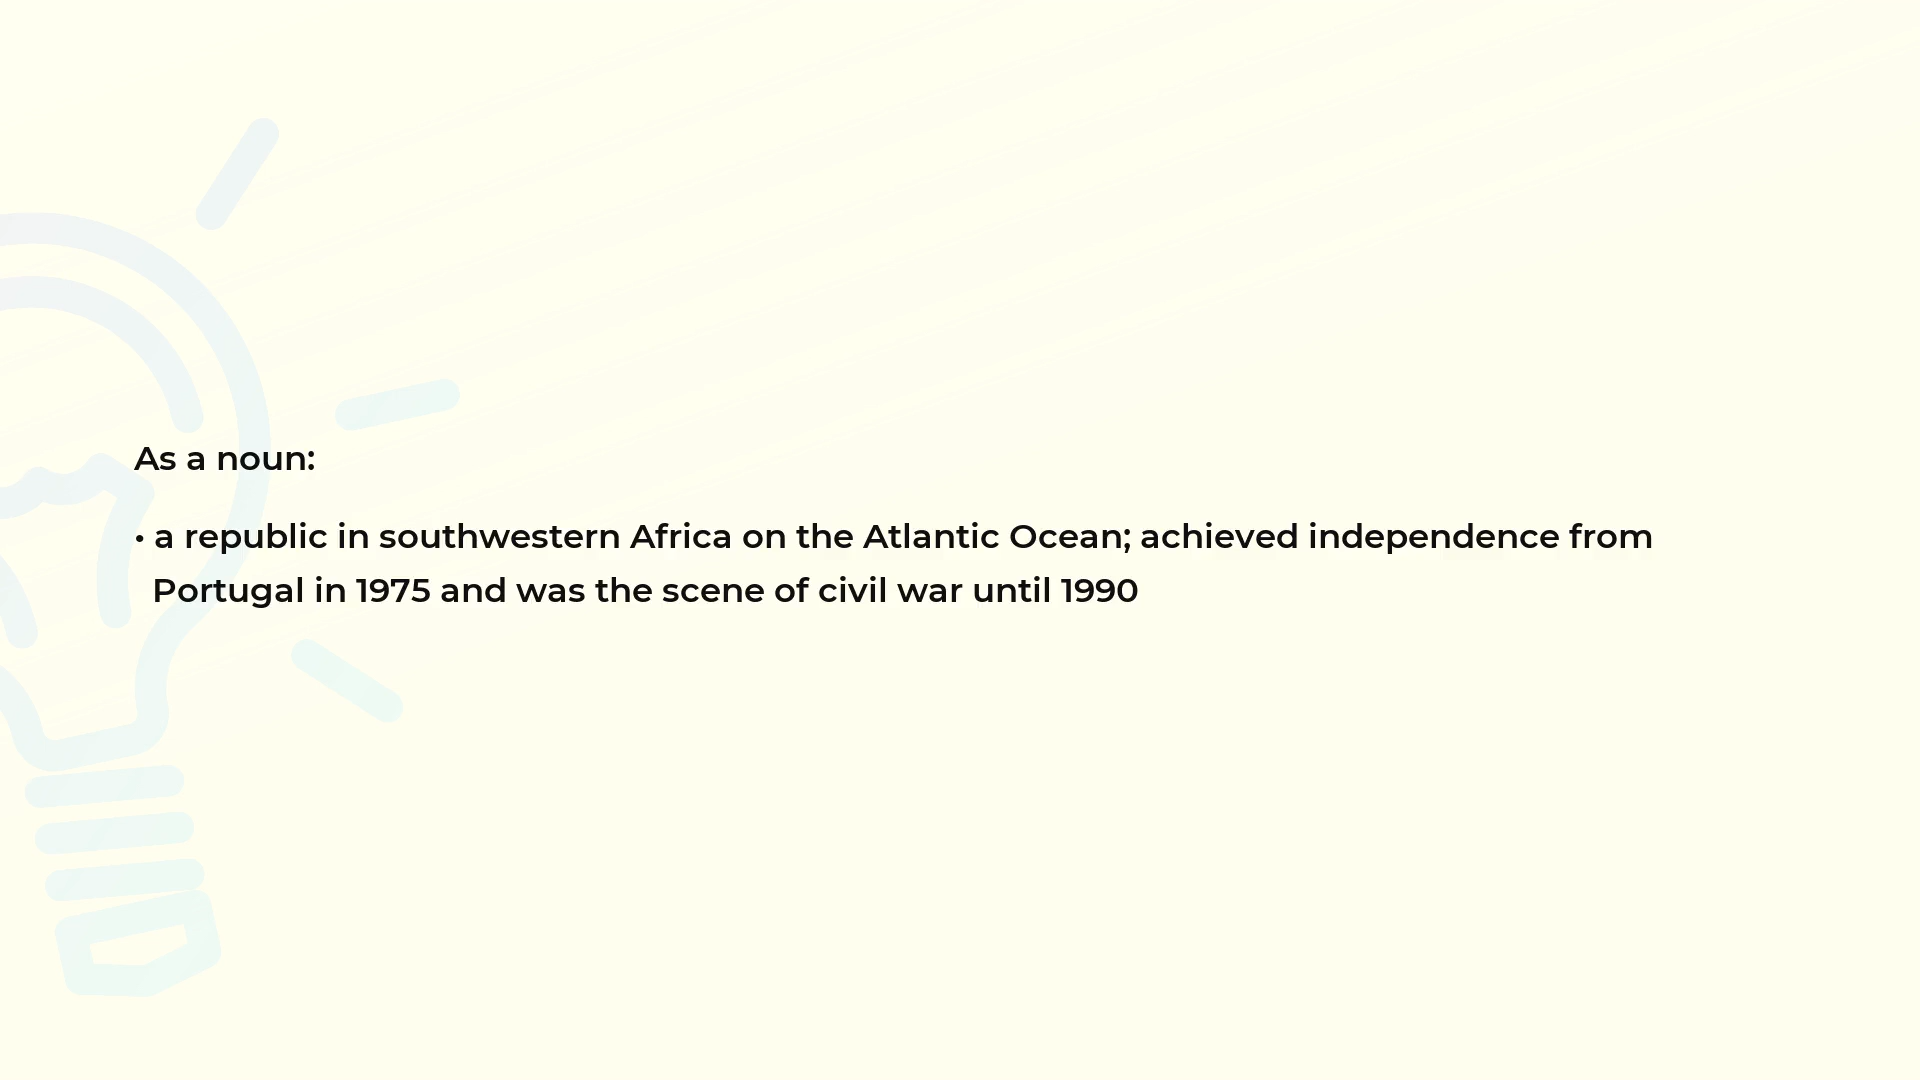 As a noun:
• a republic in southwestern Africa on the Atlantic Ocean; achieved independence from
Portugal in 1975 and was the scene of civil war until 1990